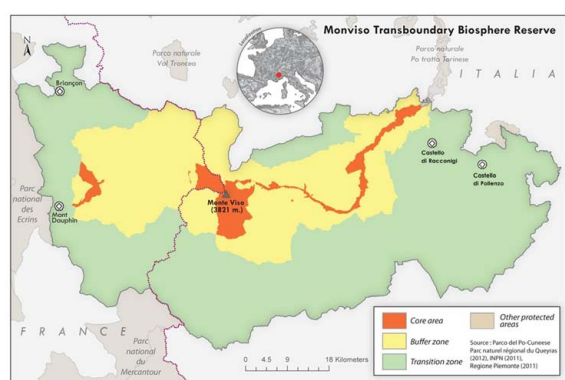 Monviso Transboundary Biosphere Reserve
N
Parco naturale
Val Troncea
Parco naturale
Po tratto Torinese
I T A L I A
Briançon
Castello
di Racconigi
Castello
di Pollenzo
Parc
national
des
Ecrins
Mont
Dauphin
Monte Viso
(3821 m.)
F R A N C E
Parc
national
du
Mercantour
0 4.5 9 18 Kilometers
Core area
Buffer zone
Transition zone
Other protected
areas
Source : Parco del Po-Cuneese
Parc naturel régional du Queyras
(2012), INPN (2011),
Regione Piemonte (2011)